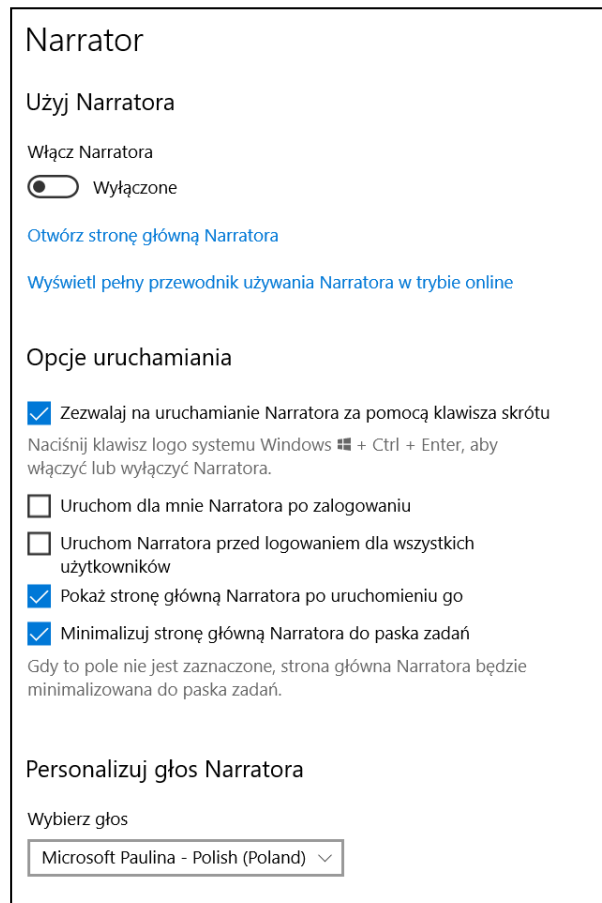 Narrator
Użyj Narratora
Włącz Narratora
Wyłączone
Otwórz stronę główną Narratora
Wyświetl pełny przewodnik używania Narratora w trybie online
Opcje uruchamiania
Zezwalaj na uruchamianie Narratora za pomocą klawisza skrótu
Naciśnij klawisz logo systemu Windows + Ctrl + Enter, aby
włączyć lub wyłączyć Narratora.
Uruchom dla mnie Narratora po zalogowaniu
Uruchom Narratora przed logowaniem dla wszystkich
użytkowników
Pokaż stronę główną Narratora po uruchomieniu go
Minimalizuj stronę główną Narratora do paska zadań
Gdy to pole nie jest zaznaczone, strona główna Narratora będzie
minimalizowana do paska zadań.
Personalizuj głos Narratora
Wybierz głos
Microsoft Paulina - Polish (Poland)